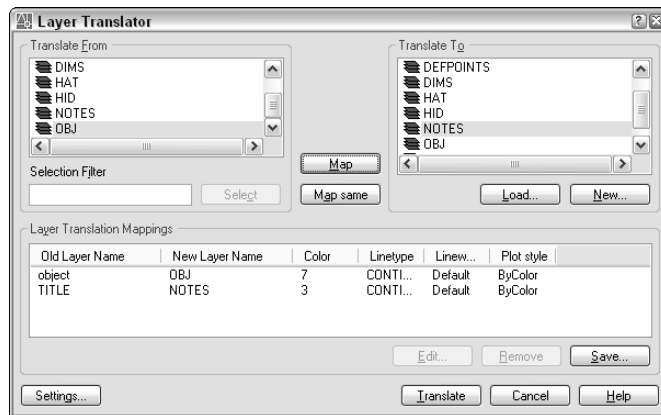 Layer Translator
Translate From
DIMS
HAT
HID
NOTES
OBJ
Selection Filter
Select
Map
Map same
Translate To
DEFPOINTS
DIMS
HAT
HID
NOTES
OBJ
Load...
New...
Layer Translation Mappings
Old Layer Name New Layer Name Color Linetype Linew... Plot style
object OBJ 7 CONTI... Default ByColor
TITLE NOTES 3 CONTI... Default ByColor
Edit... Remove Save...
Settings... Translate Cancel Help